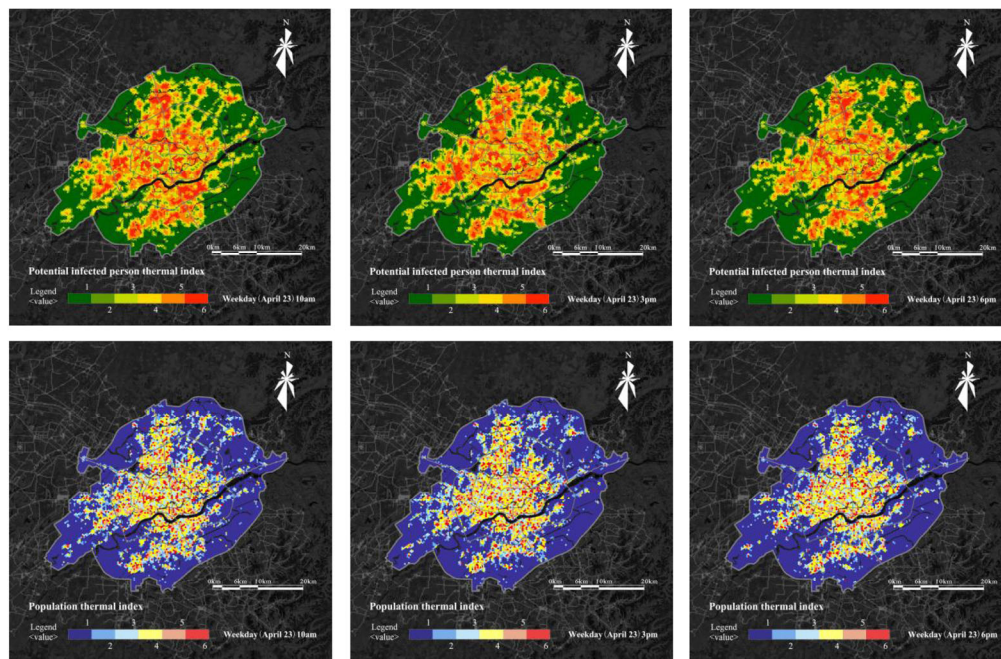 N
0km 6km 10km 20km
Potential infected person thermal index
Legend 1 3 5
<value> Weekday(April 23)10am
2 4 6
N
0km 6km 10km 20km
Potential infected person thermal index
Legend 1 3 5
<value> Weekday(April 23)3pm
2 4 6
N
0km 6km 10km 20km
Potential infected person thermal index
Legend 1 3 5
<value> Weekday(April 23)6pm
2 4 6
N
0km 6km 10km 20km
Population thermal index
Legend 1 3 5
<value> Weekday(April 23)10am
2 4 6
N
0km 6km 10km 20km
Population thermal index
Legend 1 3 5
<value> Weekday(April 23)3pm
2 4 6
N
0km 6km 10km 20km
Population thermal index
Legend 1 3 5
<value> Weekday(April 23)6pm
2 4 6